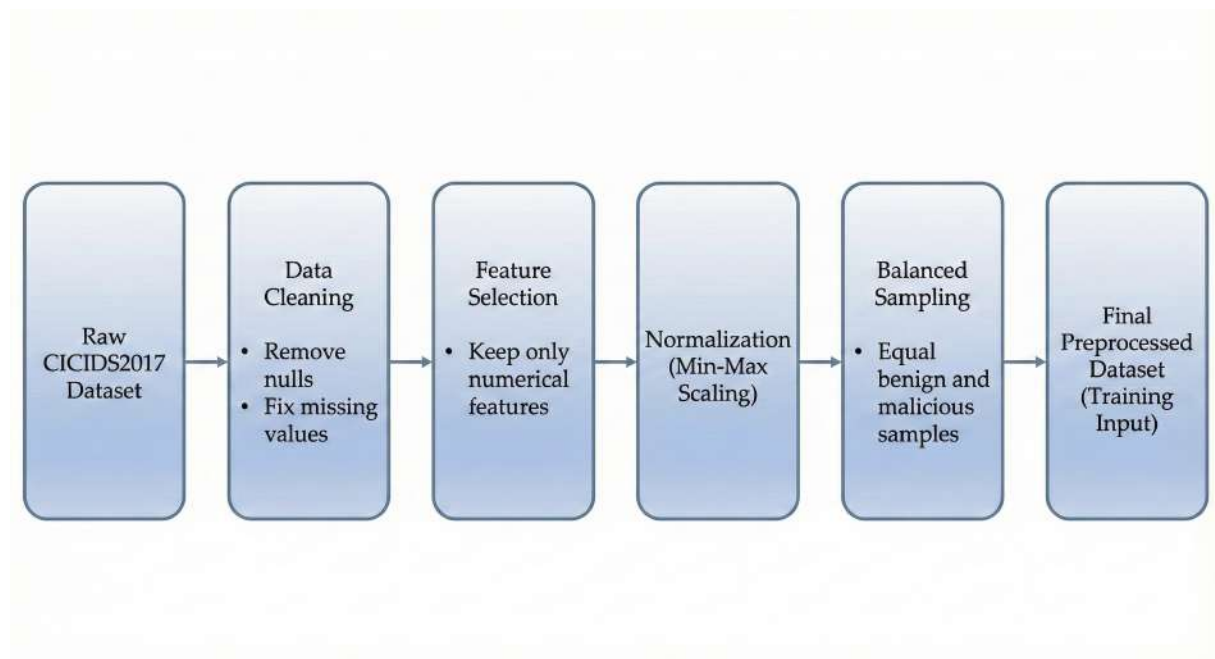 Raw
CICIDS2017
Dataset
Data
Cleaning
• Remove
nulls
• Fix missing
values
Feature
Selection
• Keep only
numerical
features
Normalization
(Min-Max
Scaling)
Balanced
Sampling
• Equal
benign and
malicious
samples
Final
Preprocessed
Dataset
(Training
Input)